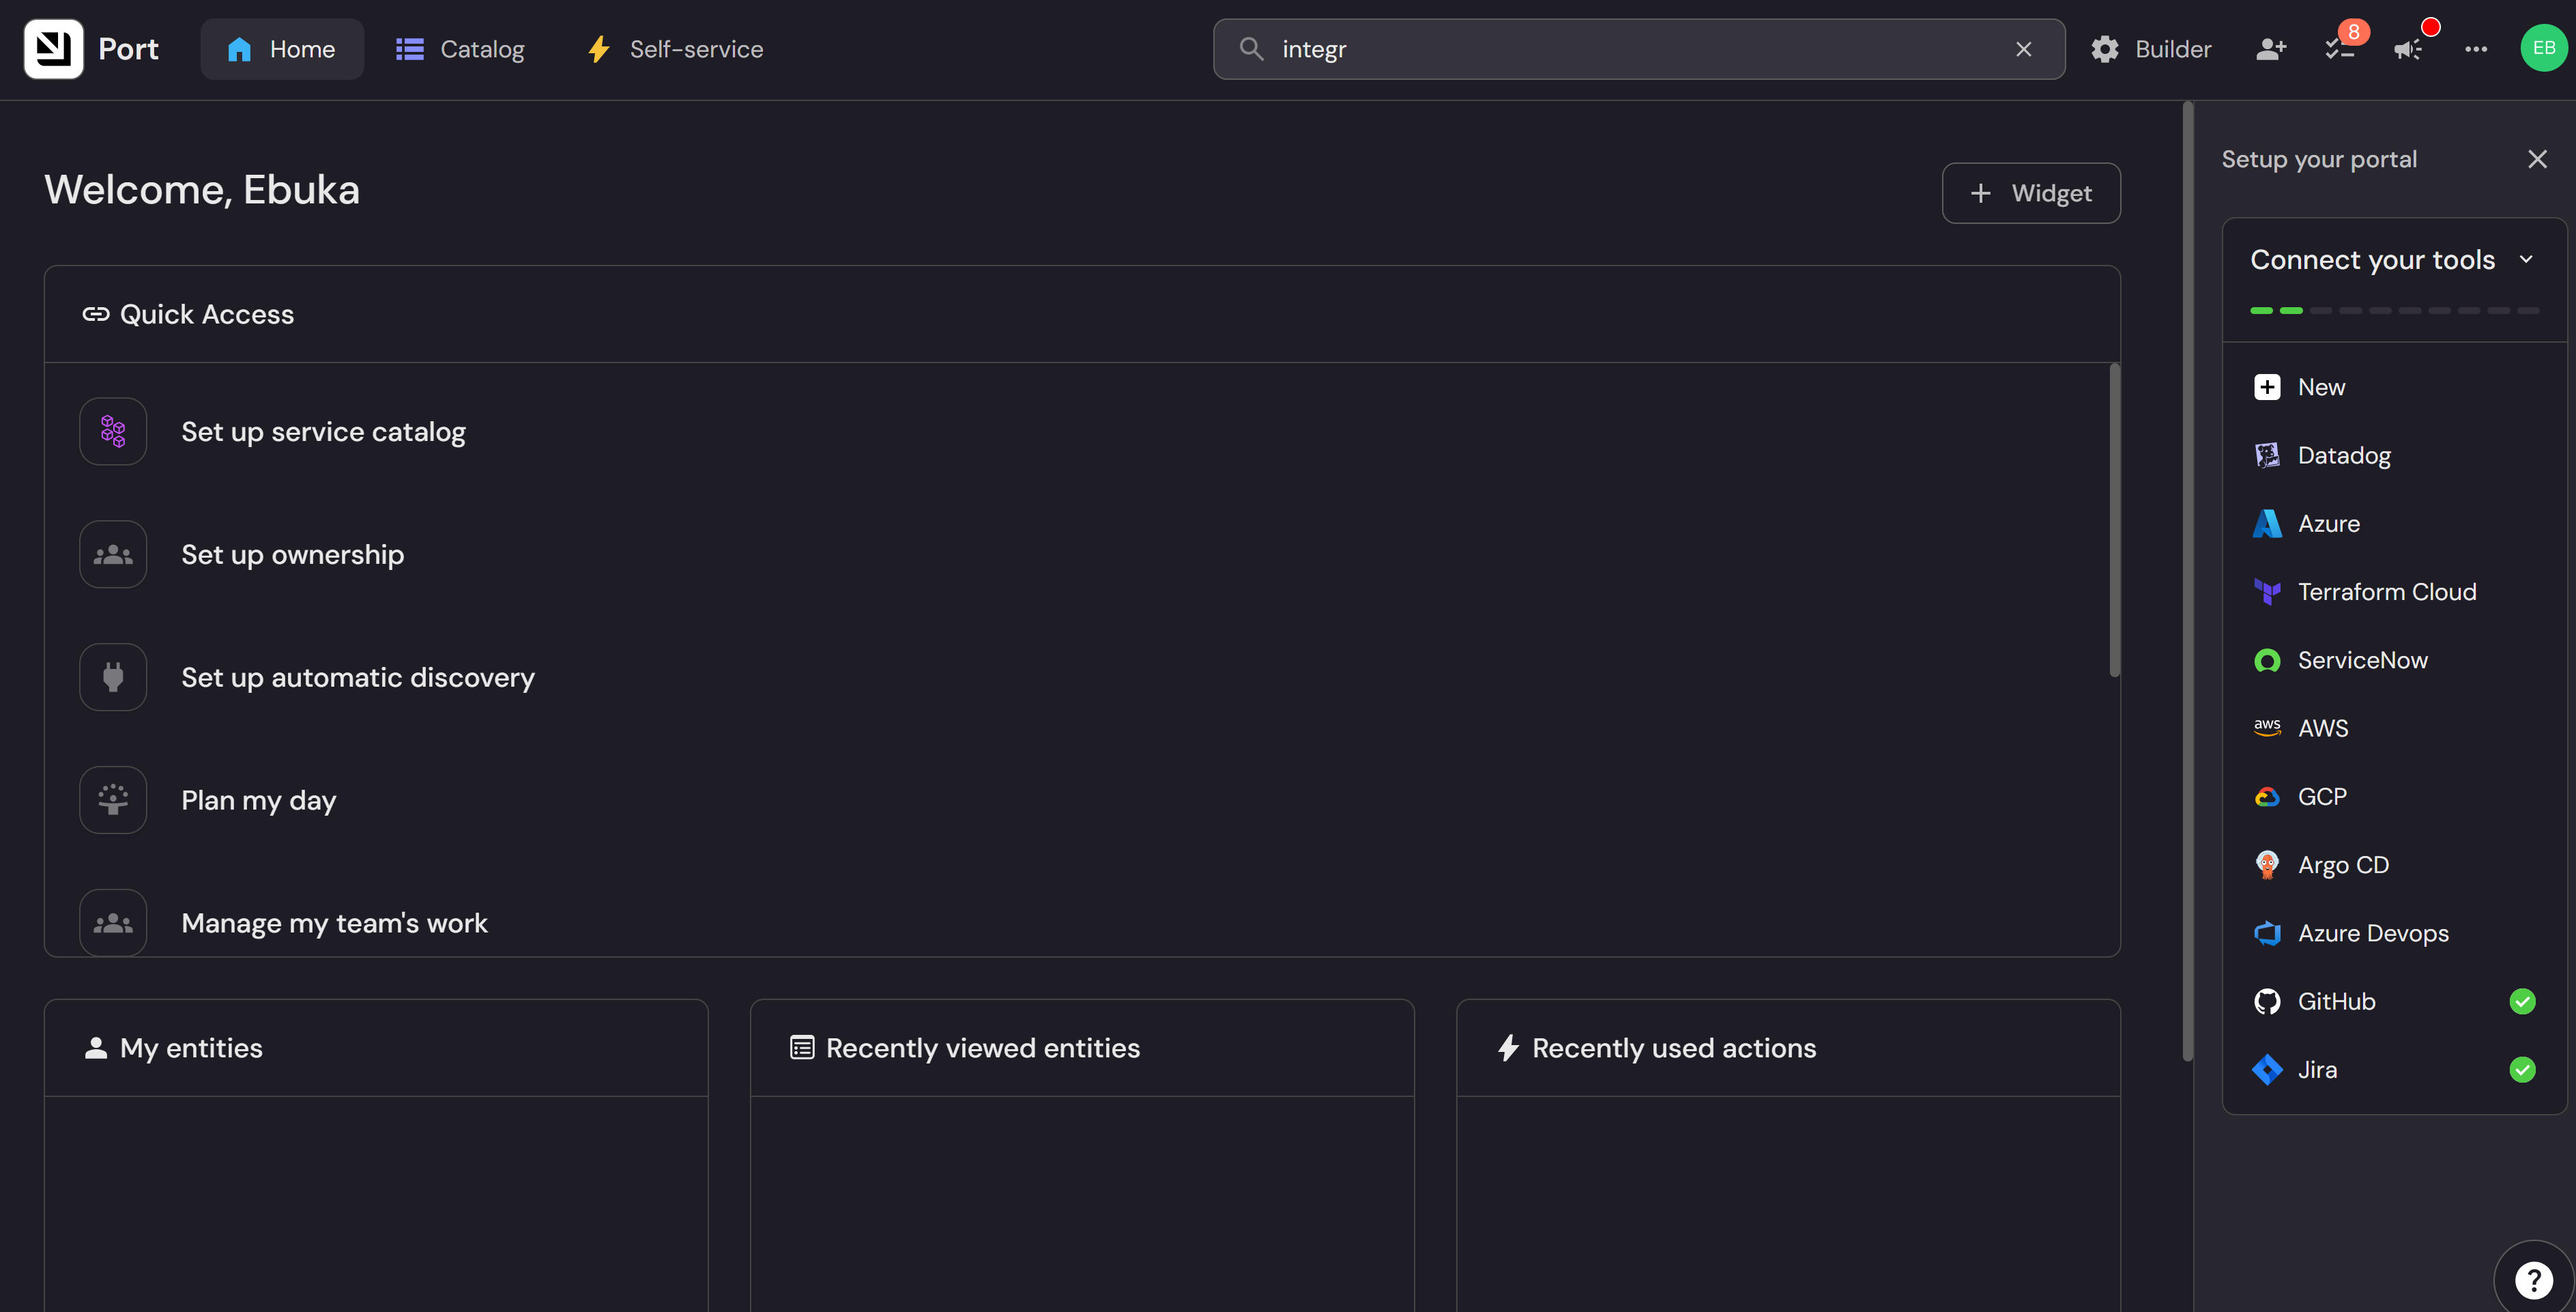 Port
Home
Catalog
Self-service
integr
Builder
8
EB
Welcome, Ebuka
Widget
Quick Access
Set up service catalog
Set up ownership
Set up automatic discovery
Plan my day
Manage my team's work
My entities
Recently viewed entities
Recently used actions
Setup your portal
Connect your tools
New
Datadog
Azure
Terraform Cloud
ServiceNow
aws AWS
GCP
Argo CD
Azure Devops
GitHub
Jira
?